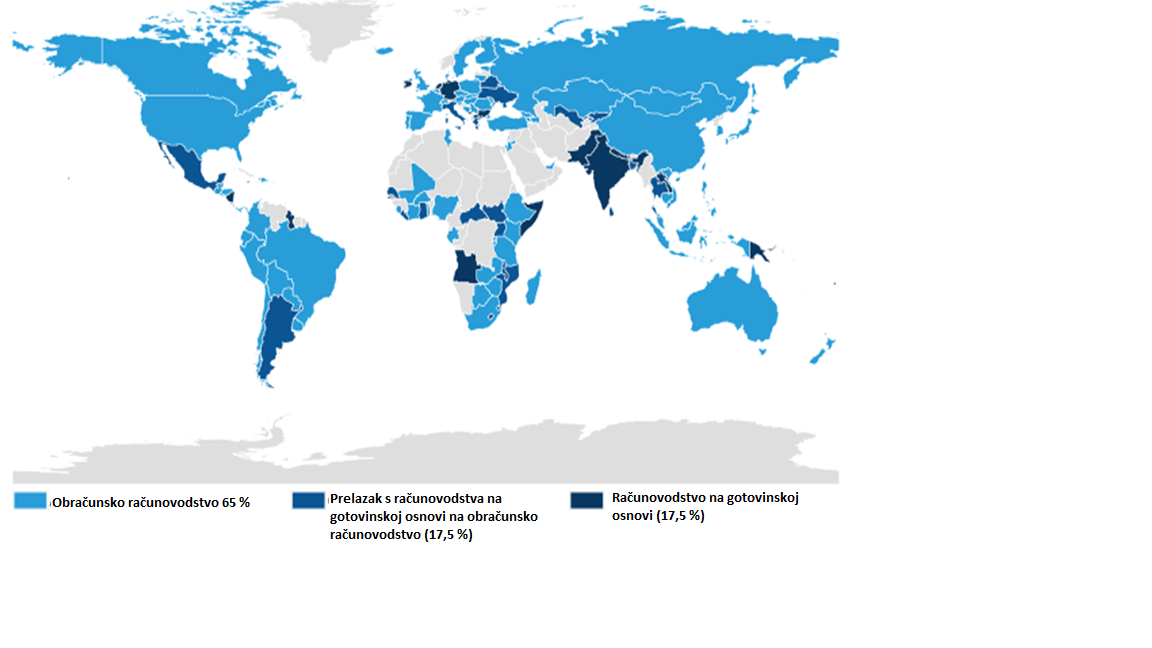 Obračunsko računovodstvo 65 %
Prelazak s računovodstva na
gotovinskoj osnovi na obračunsko
računovodstvo (17,5 %)
Računovodstvo na gotovinskoj
osnovi (17,5 %)